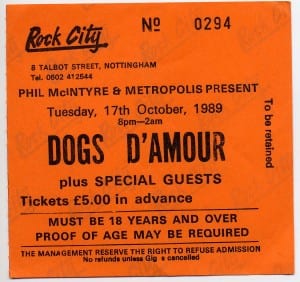 Rock City
Nº 0294
8 TALBOT STREET, NOTTINGHAM
Tel: 0602 412544
PHIL McINTYRE & METROPOLIS PRESENT
Tuesday, 17th October, 1989
8pm—2am
DOGS D'AMOUR
plus SPECIAL GUESTS
Tickets £5.00 in advance
To be retained
MUST BE 18 YEARS AND OVER
PROOF OF AGE MAY BE REQUIRED
THE MANAGEMENT RESERVE THE RIGHT TO REFUSE ADMISSION
No refunds unless Gig is cancelled